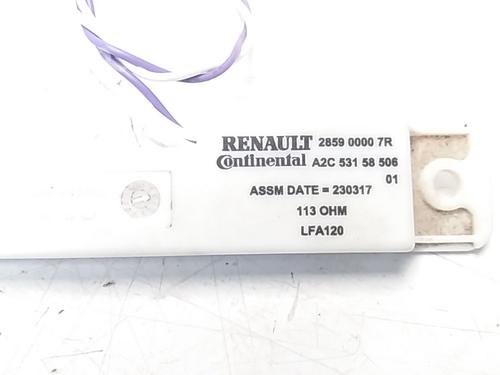 RENAULT 2859 0000 7R
Continental A2C 531 58 506
01
ASSM DATE = 230317
113 OHM
LFA120